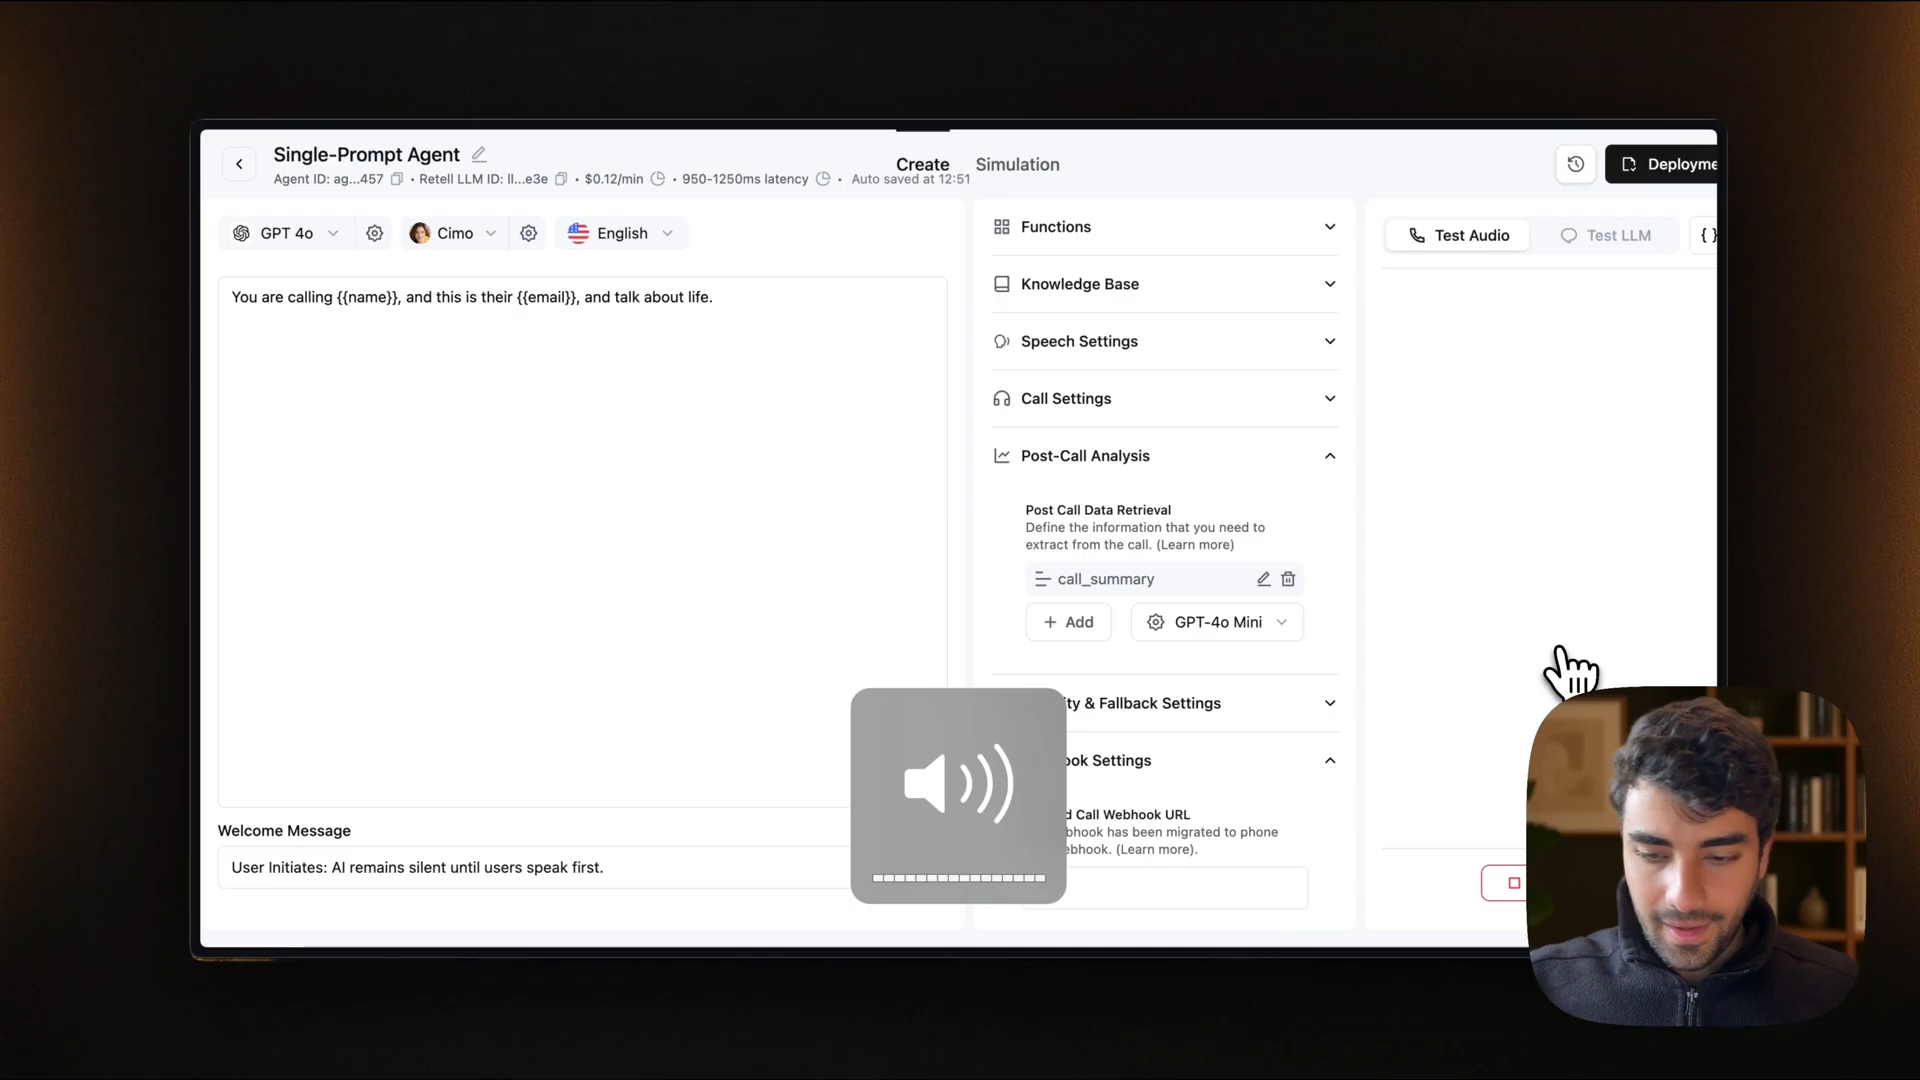 Single-Prompt Agent
Agent ID: ag...457 • Retell LLM ID: ll...e3e • $0.12/min • 950-1250ms latency • Auto saved at 12:51
Create
Simulation
Deployme
GPT 4o
Cimo
English
You are calling {{name}}, and this is their {{email}}, and talk about life.
Welcome Message
User Initiates: AI remains silent until users speak first.
Functions
Knowledge Base
Speech Settings
Call Settings
Post-Call Analysis
Post Call Data Retrieval
Define the information that you need to
extract from the call. (Learn more)
call_summary
+ Add
GPT-4o Mini
ity & Fallback Settings
ook Settings
d Call Webhook URL
bhook has been migrated to phone
ebhook. (Learn more).
Test Audio
Test LLM
{ }